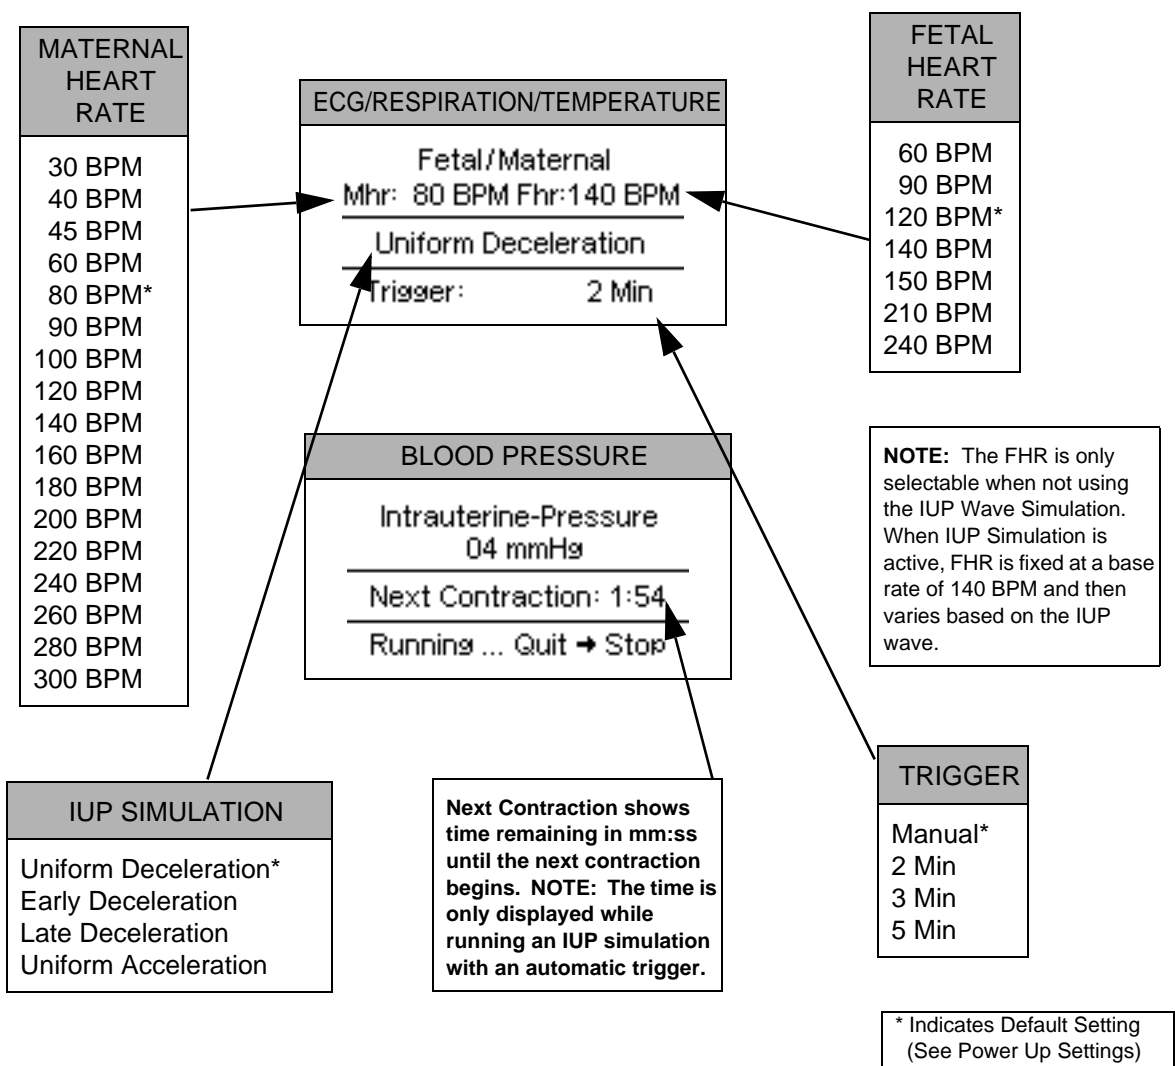 MATERNAL
HEART
RATE
30 BPM
40 BPM
45 BPM
60 BPM
80 BPM*
90 BPM
100 BPM
120 BPM
140 BPM
160 BPM
180 BPM
200 BPM
220 BPM
240 BPM
260 BPM
280 BPM
300 BPM
ECG/RESPIRATION/TEMPERATURE
Fetal/Maternal
Mhr: 80 BPM Fhr:140 BPM
Uniform Deceleration
Trigger: 2 Min
FETAL
HEART
RATE
60 BPM
90 BPM
120 BPM*
140 BPM
150 BPM
210 BPM
240 BPM
BLOOD PRESSURE
Intrauterine-Pressure
04 mmHg
Next Contraction: 1:54
Running ... Quit ➔ Stop
NOTE: The FHR is only
selectable when not using
the IUP Wave Simulation.
When IUP Simulation is
active, FHR is fixed at a base
rate of 140 BPM and then
varies based on the IUP
wave.
IUP SIMULATION
Uniform Deceleration*
Early Deceleration
Late Deceleration
Uniform Acceleration
Next Contraction shows
time remaining in mm:ss
until the next contraction
begins. NOTE: The time is
only displayed while
running an IUP simulation
with an automatic trigger.
TRIGGER
Manual*
2 Min
3 Min
5 Min
* Indicates Default Setting
(See Power Up Settings)